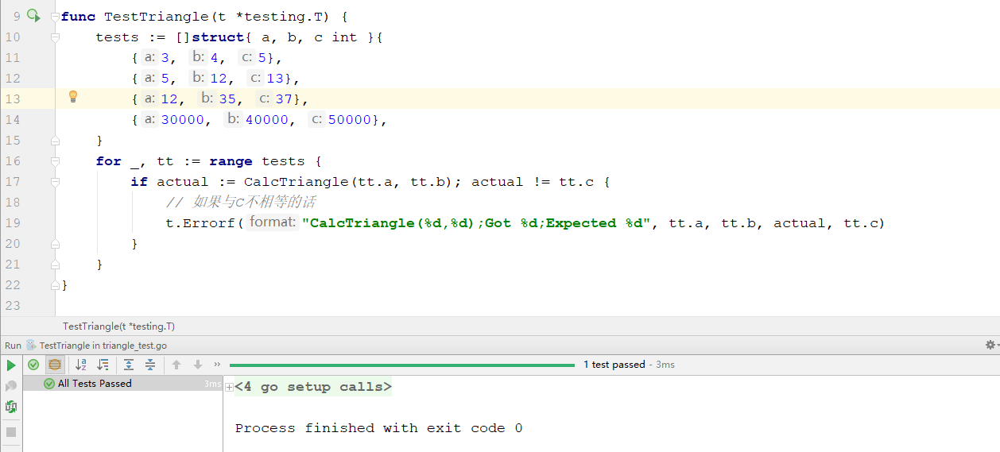 9 func TestTriangle(t *testing.T) {
10 tests := []struct{ a, b, c int }{
11 {a: 3, b: 4, c: 5},
12 {a: 5, b: 12, c: 13},
13 {a: 12, b: 35, c: 37},
14 {a: 30000, b: 40000, c: 50000},
15 }
16 for _, tt := range tests {
17 if actual := CalcTriangle(tt.a, tt.b); actual != tt.c {
18 // 如果与c不相等的话
19 t.Errorf(format: "CalcTriangle(%d,%d);Got %d;Expected %d", tt.a, tt.b, actual, tt.c)
20 }
21 }
22 }
23
TestTriangle(t *testing.T)
Run TestTriangle in triangle_test.go
1 test passed - 3ms
All Tests Passed 3ms
<4 go setup calls>
Process finished with exit code 0